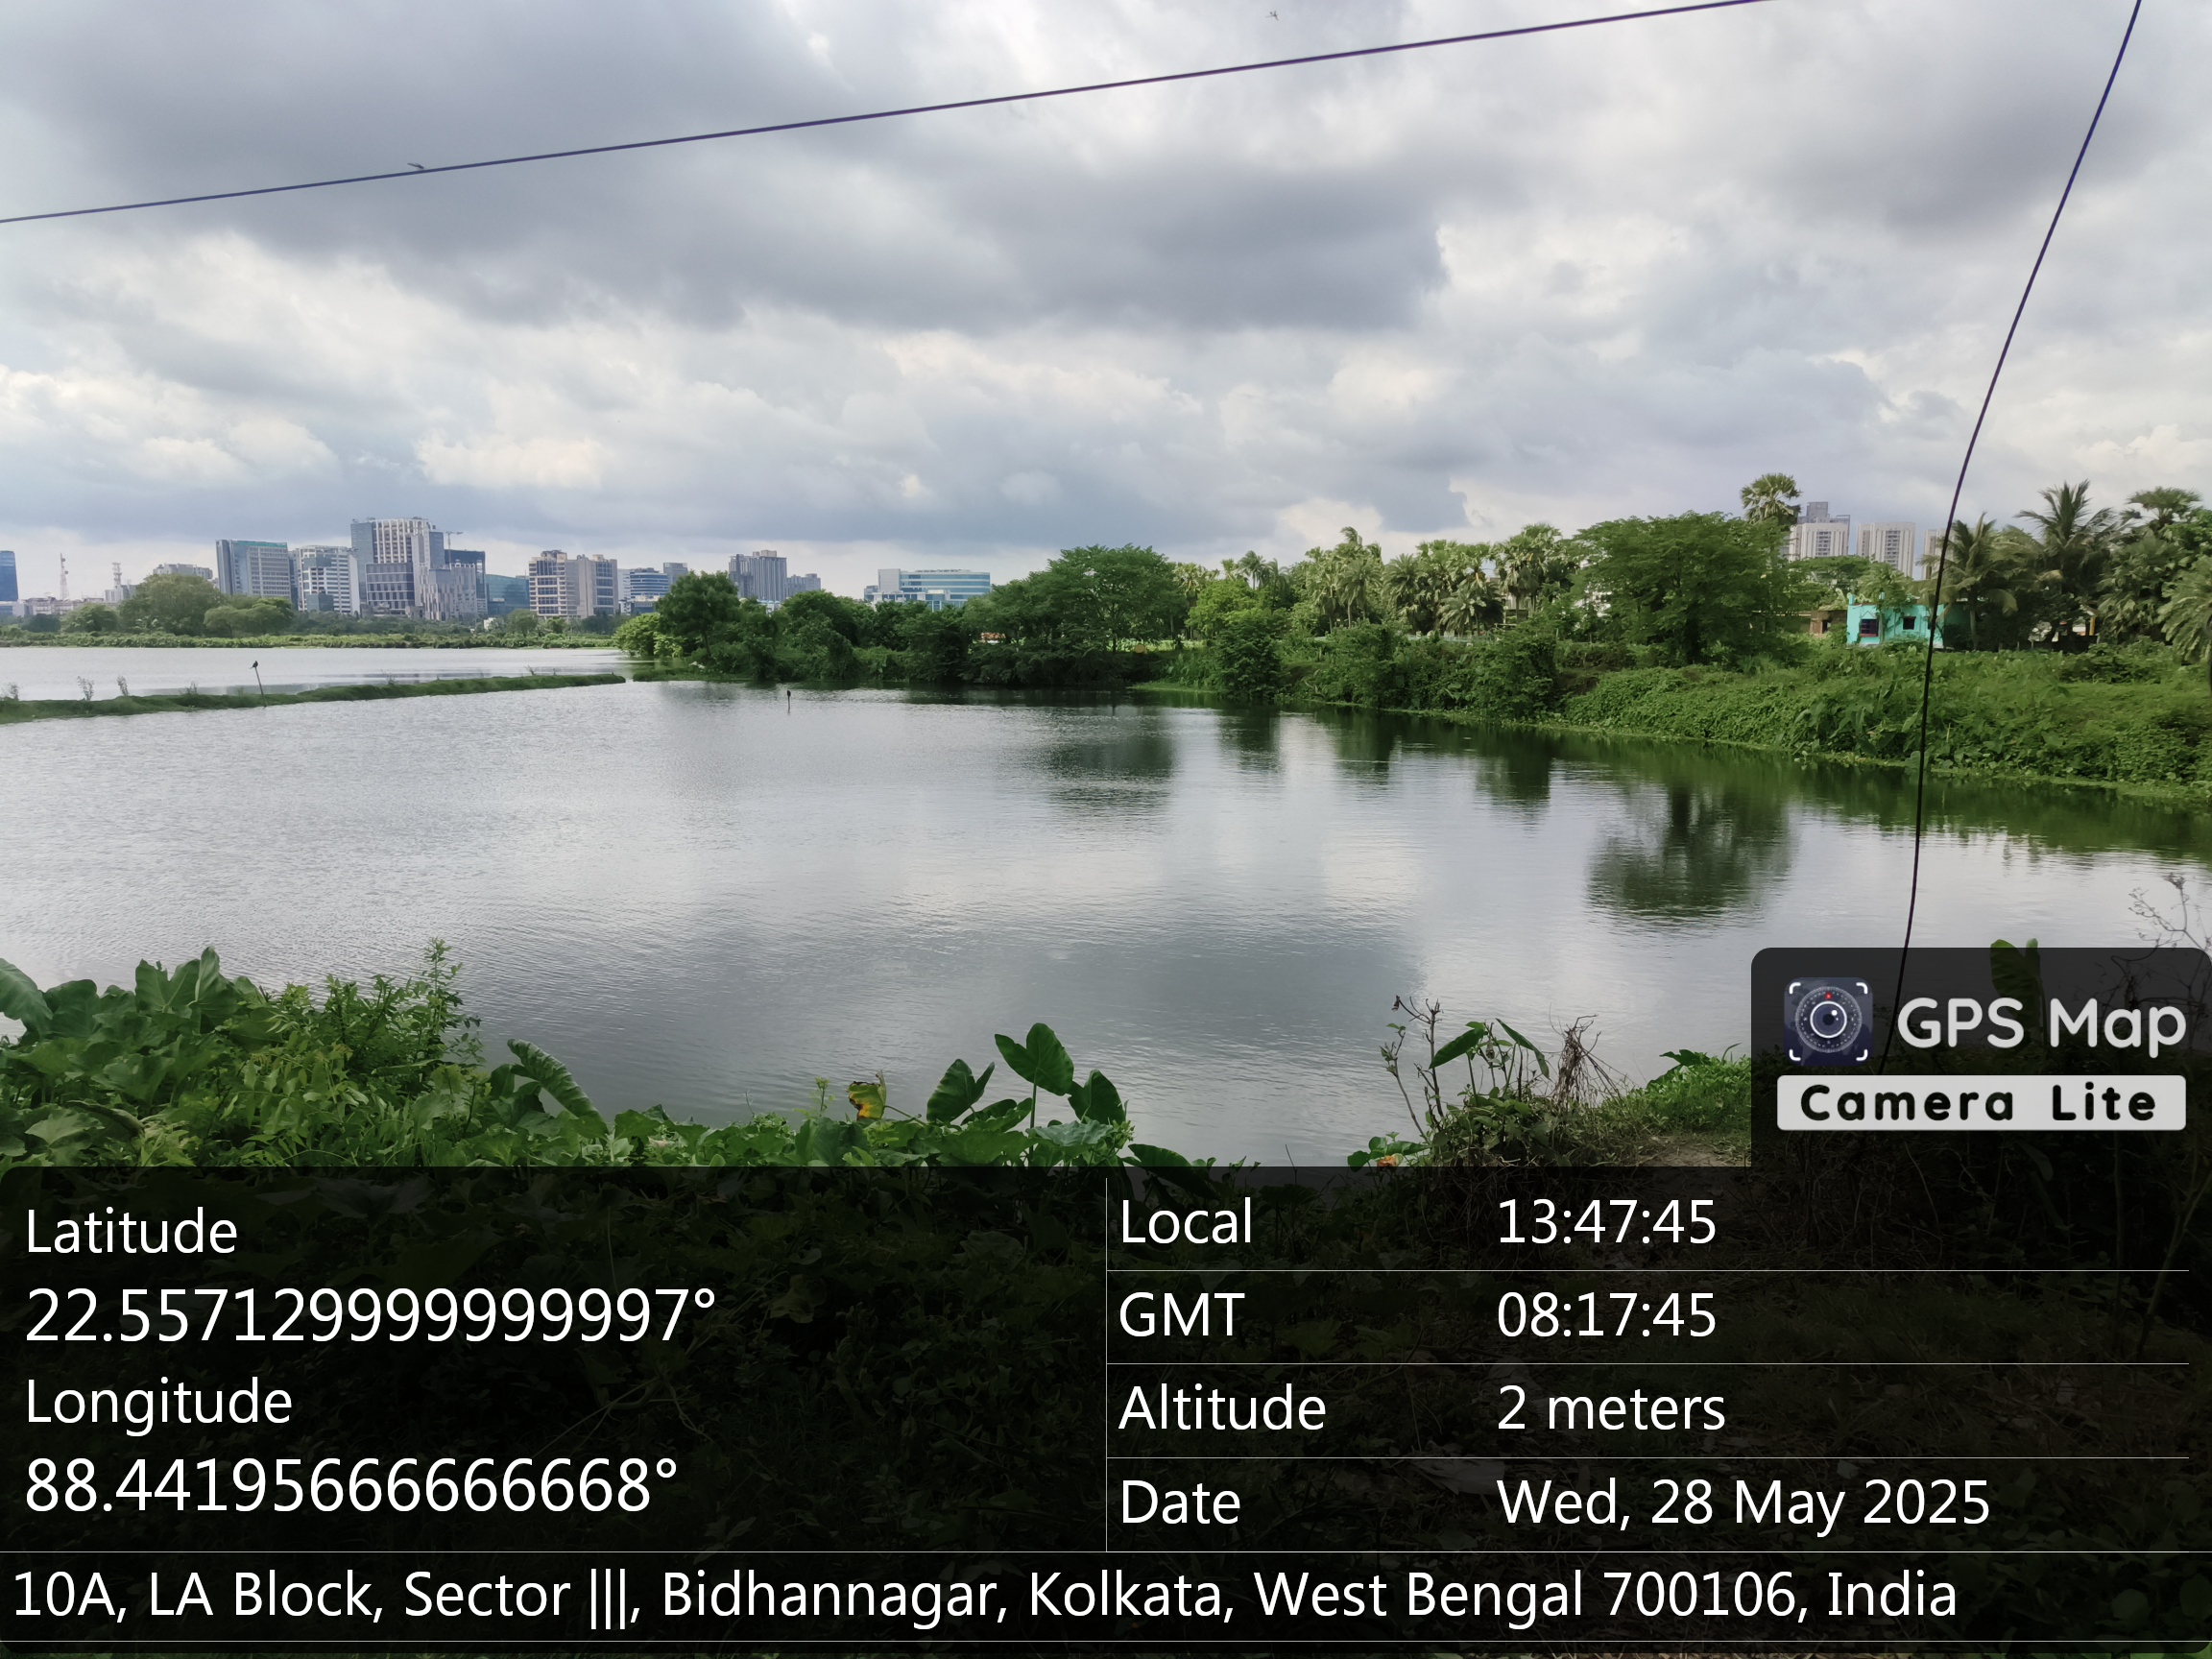 GPS Map
Camera Lite
Latitude
22.557129999999997°
Longitude
88.44195666666668°
Local 13:47:45
GMT 08:17:45
Altitude 2 meters
Date Wed, 28 May 2025
10A, LA Block, Sector |||, Bidhannagar, Kolkata, West Bengal 700106, India